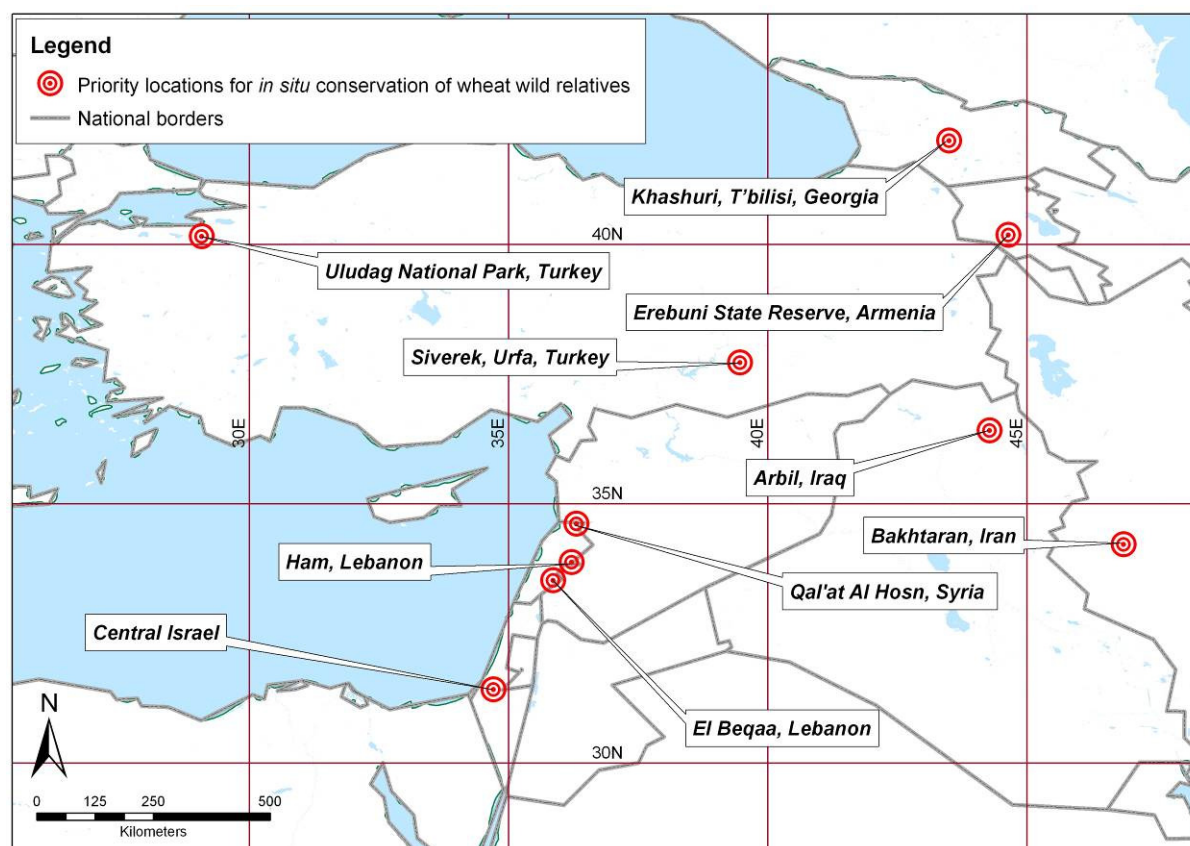 Legend
Priority locations for in situ conservation of wheat wild relatives
National borders
Khashuri, T'bilisi, Georgia
40N
Uludag National Park, Turkey
Erebuni State Reserve, Armenia
Siverek, Urfa, Turkey
30E
35E
40E
45E
Arbil, Iraq
35N
Bakhtaran, Iran
Ham, Lebanon
Qal'at Al Hosn, Syria
Central Israel
El Beqaa, Lebanon
N
30N
0 125 250 500
Kilometers